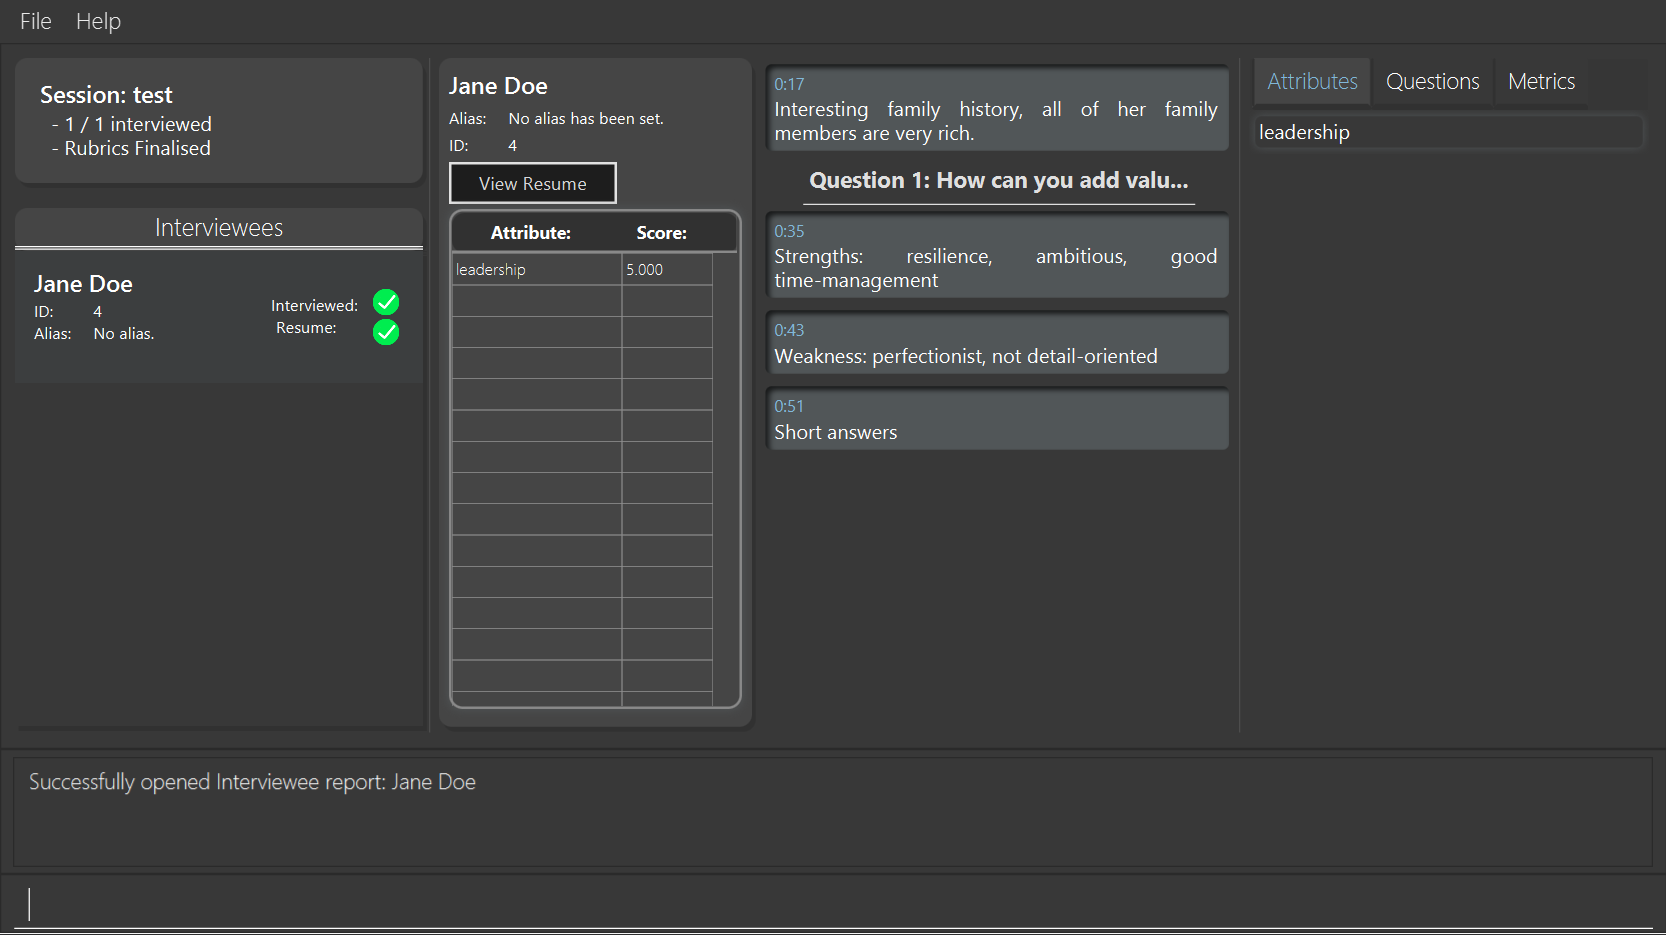 File Help
Session: test
- 1 / 1 interviewed
- Rubrics Finalised
Interviewees
Jane Doe
ID: 4
Alias: No alias.
Interviewed:
Resume:
Jane Doe
Alias: No alias has been set.
ID: 4
View Resume
Attribute: Score:
leadership 5.000
0:17
Interesting family history, all of her family
members are very rich.
Question 1: How can you add valu...
0:35
Strengths: resilience, ambitious, good
time-management
0:43
Weakness: perfectionist, not detail-oriented
0:51
Short answers
Attributes Questions Metrics
leadership
Successfully opened Interviewee report: Jane Doe